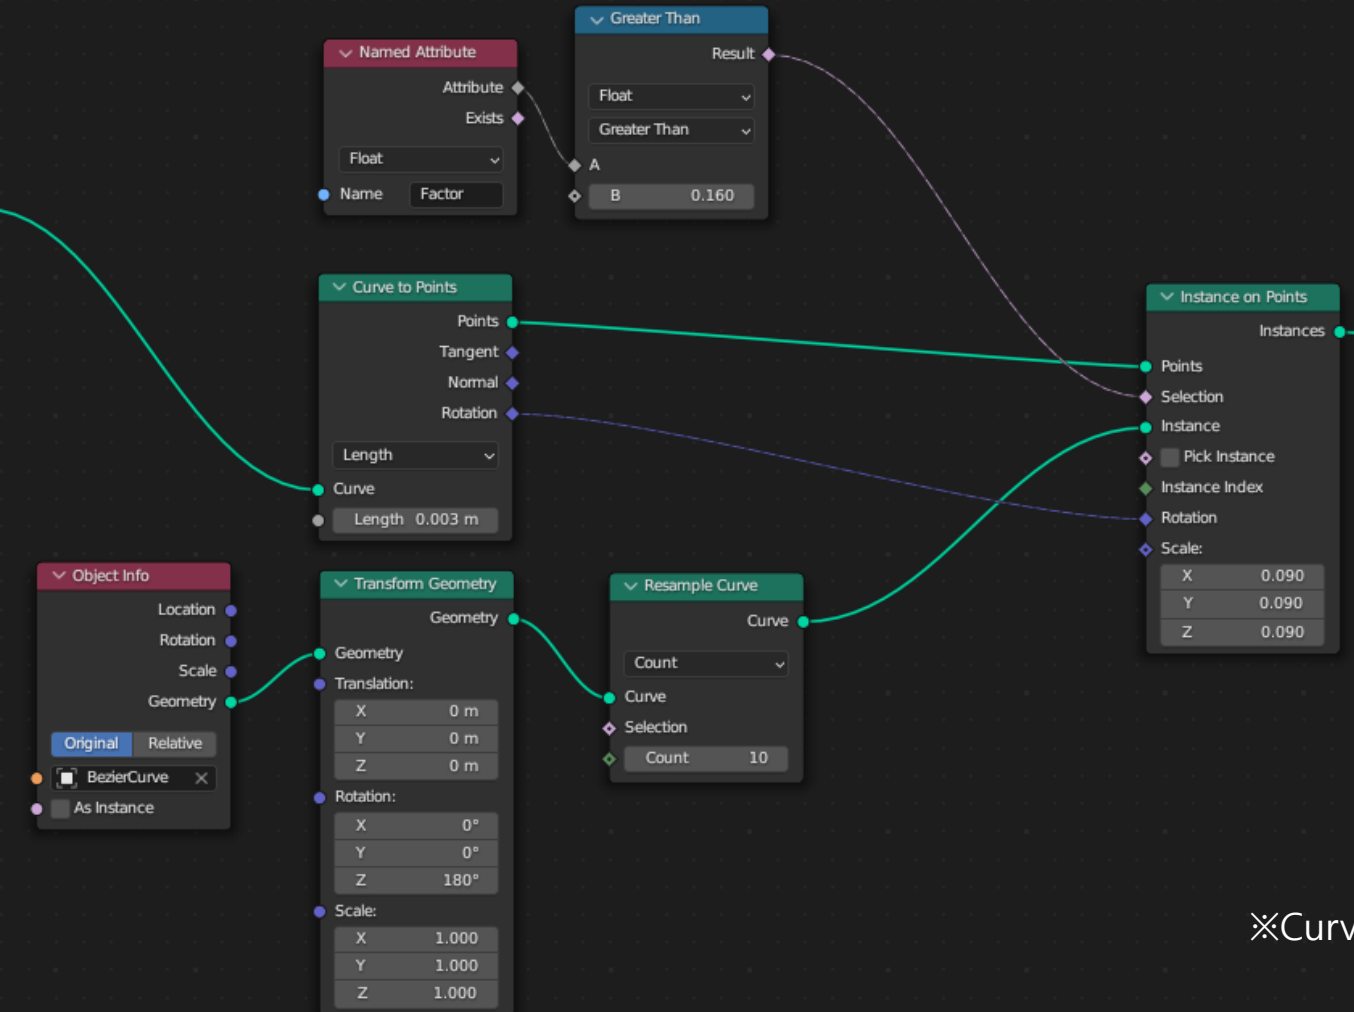 Named Attribute
Attribute
Exists
Float
Name Factor
Greater Than
Result
Float
Greater Than
A
B 0.160
Curve to Points
Points
Tangent
Normal
Rotation
Length
Curve
Length 0.003 m
Instance on Points
Instances
Points
Selection
Instance
Pick Instance
Instance Index
Rotation
Scale:
X 0.090
Y 0.090
Z 0.090
Object Info
Location
Rotation
Scale
Geometry
Original Relative
BezierCurve
As Instance
Transform Geometry
Geometry
Geometry
Translation:
X 0 m
Y 0 m
Z 0 m
Rotation:
X 0°
Y 0°
Z 180°
Scale:
X 1.000
Y 1.000
Z 1.000
Resample Curve
Curve
Count
Curve
Selection
Count 10
※Curv